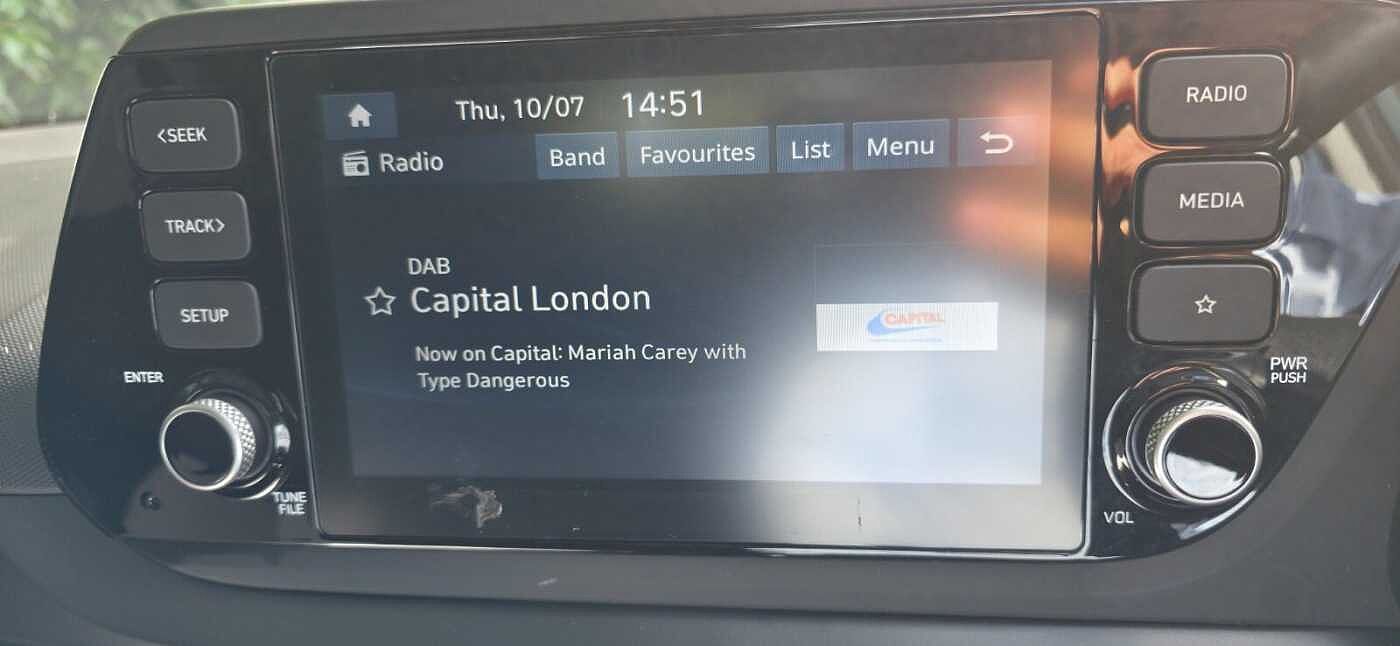 <SEEK
TRACK>
SETUP
ENTER
TUNE
FILE
Thu, 10/07 14:51
Radio Band Favourites List Menu
DAB
Capital London
Now on Capital: Mariah Carey with
Type Dangerous
CAPITAL
RADIO
MEDIA
PWR
PUSH
VOL